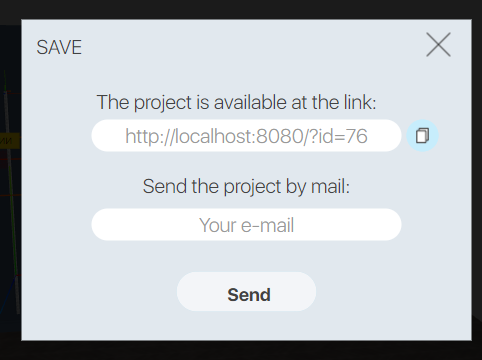 SAVE
The project is available at the link:
http://localhost:8080/?id=76
Send the project by mail:
Your e-mail
Send